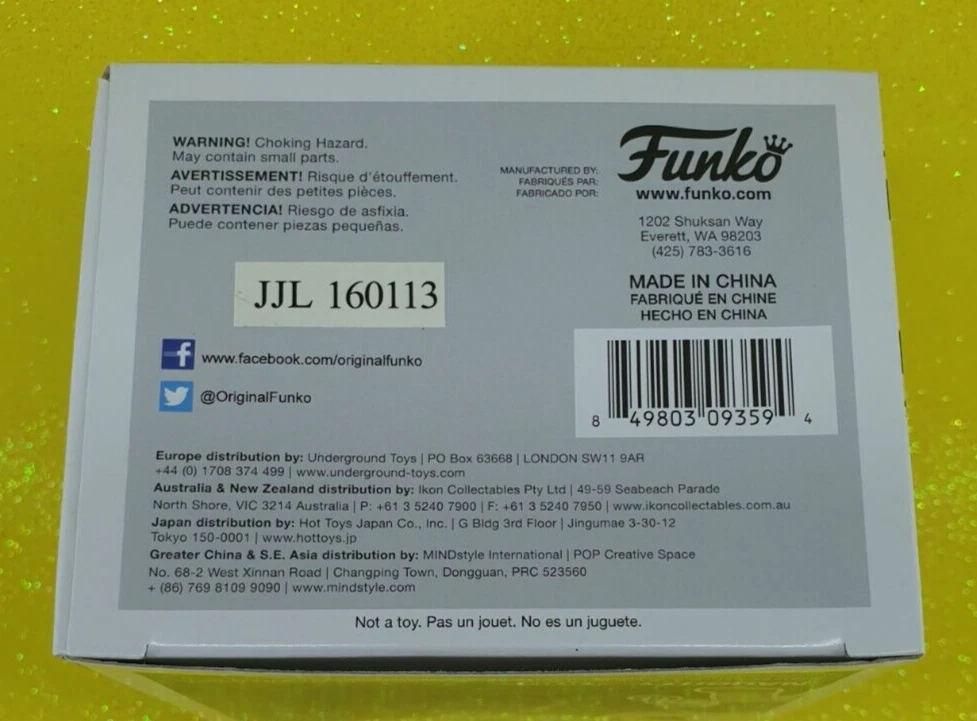 WARNING! Choking Hazard.
May contain small parts.
AVERTISSEMENT! Risque d'étouffement.
Peut contenir des petites pièces.
ADVERTENCIA! Riesgo de asfixia.
Puede contener piezas pequeñas.
MANUFACTURED BY:
FABRIQUÉS PAR:
FABRICADO POR:
Funko
www.funko.com
1202 Shuksan Way
Everett, WA 98203
(425) 783-3616
MADE IN CHINA
FABRIQUÉ EN CHINE
HECHO EN CHINA
JJL 160113
f www.facebook.com/originalfunko
@OriginalFunko
8 49803 09359 4
Europe distribution by: Underground Toys | PO Box 63668 | LONDON SW11 9AR
+44 (0) 1708 374 499 | www.underground-toys.com
Australia & New Zealand distribution by: Ikon Collectables Pty Ltd | 49-59 Seabeach Parade
North Shore, VIC 3214 Australia | P: +61 3 5240 7900 | F: +61 3 5240 7950 | www.ikoncollectables.com.au
Japan distribution by: Hot Toys Japan Co., Inc. | G Bldg 3rd Floor | Jingumae 3-30-12
Tokyo 150-0001 | www.hottoys.jp
Greater China & S.E. Asia distribution by: MINDstyle International | POP Creative Space
No. 68-2 West Xinnan Road | Changping Town, Dongguan, PRC 523560
+ (86) 769 8109 9090 | www.mindstyle.com
Not a toy. Pas un jouet. No es un juguete.